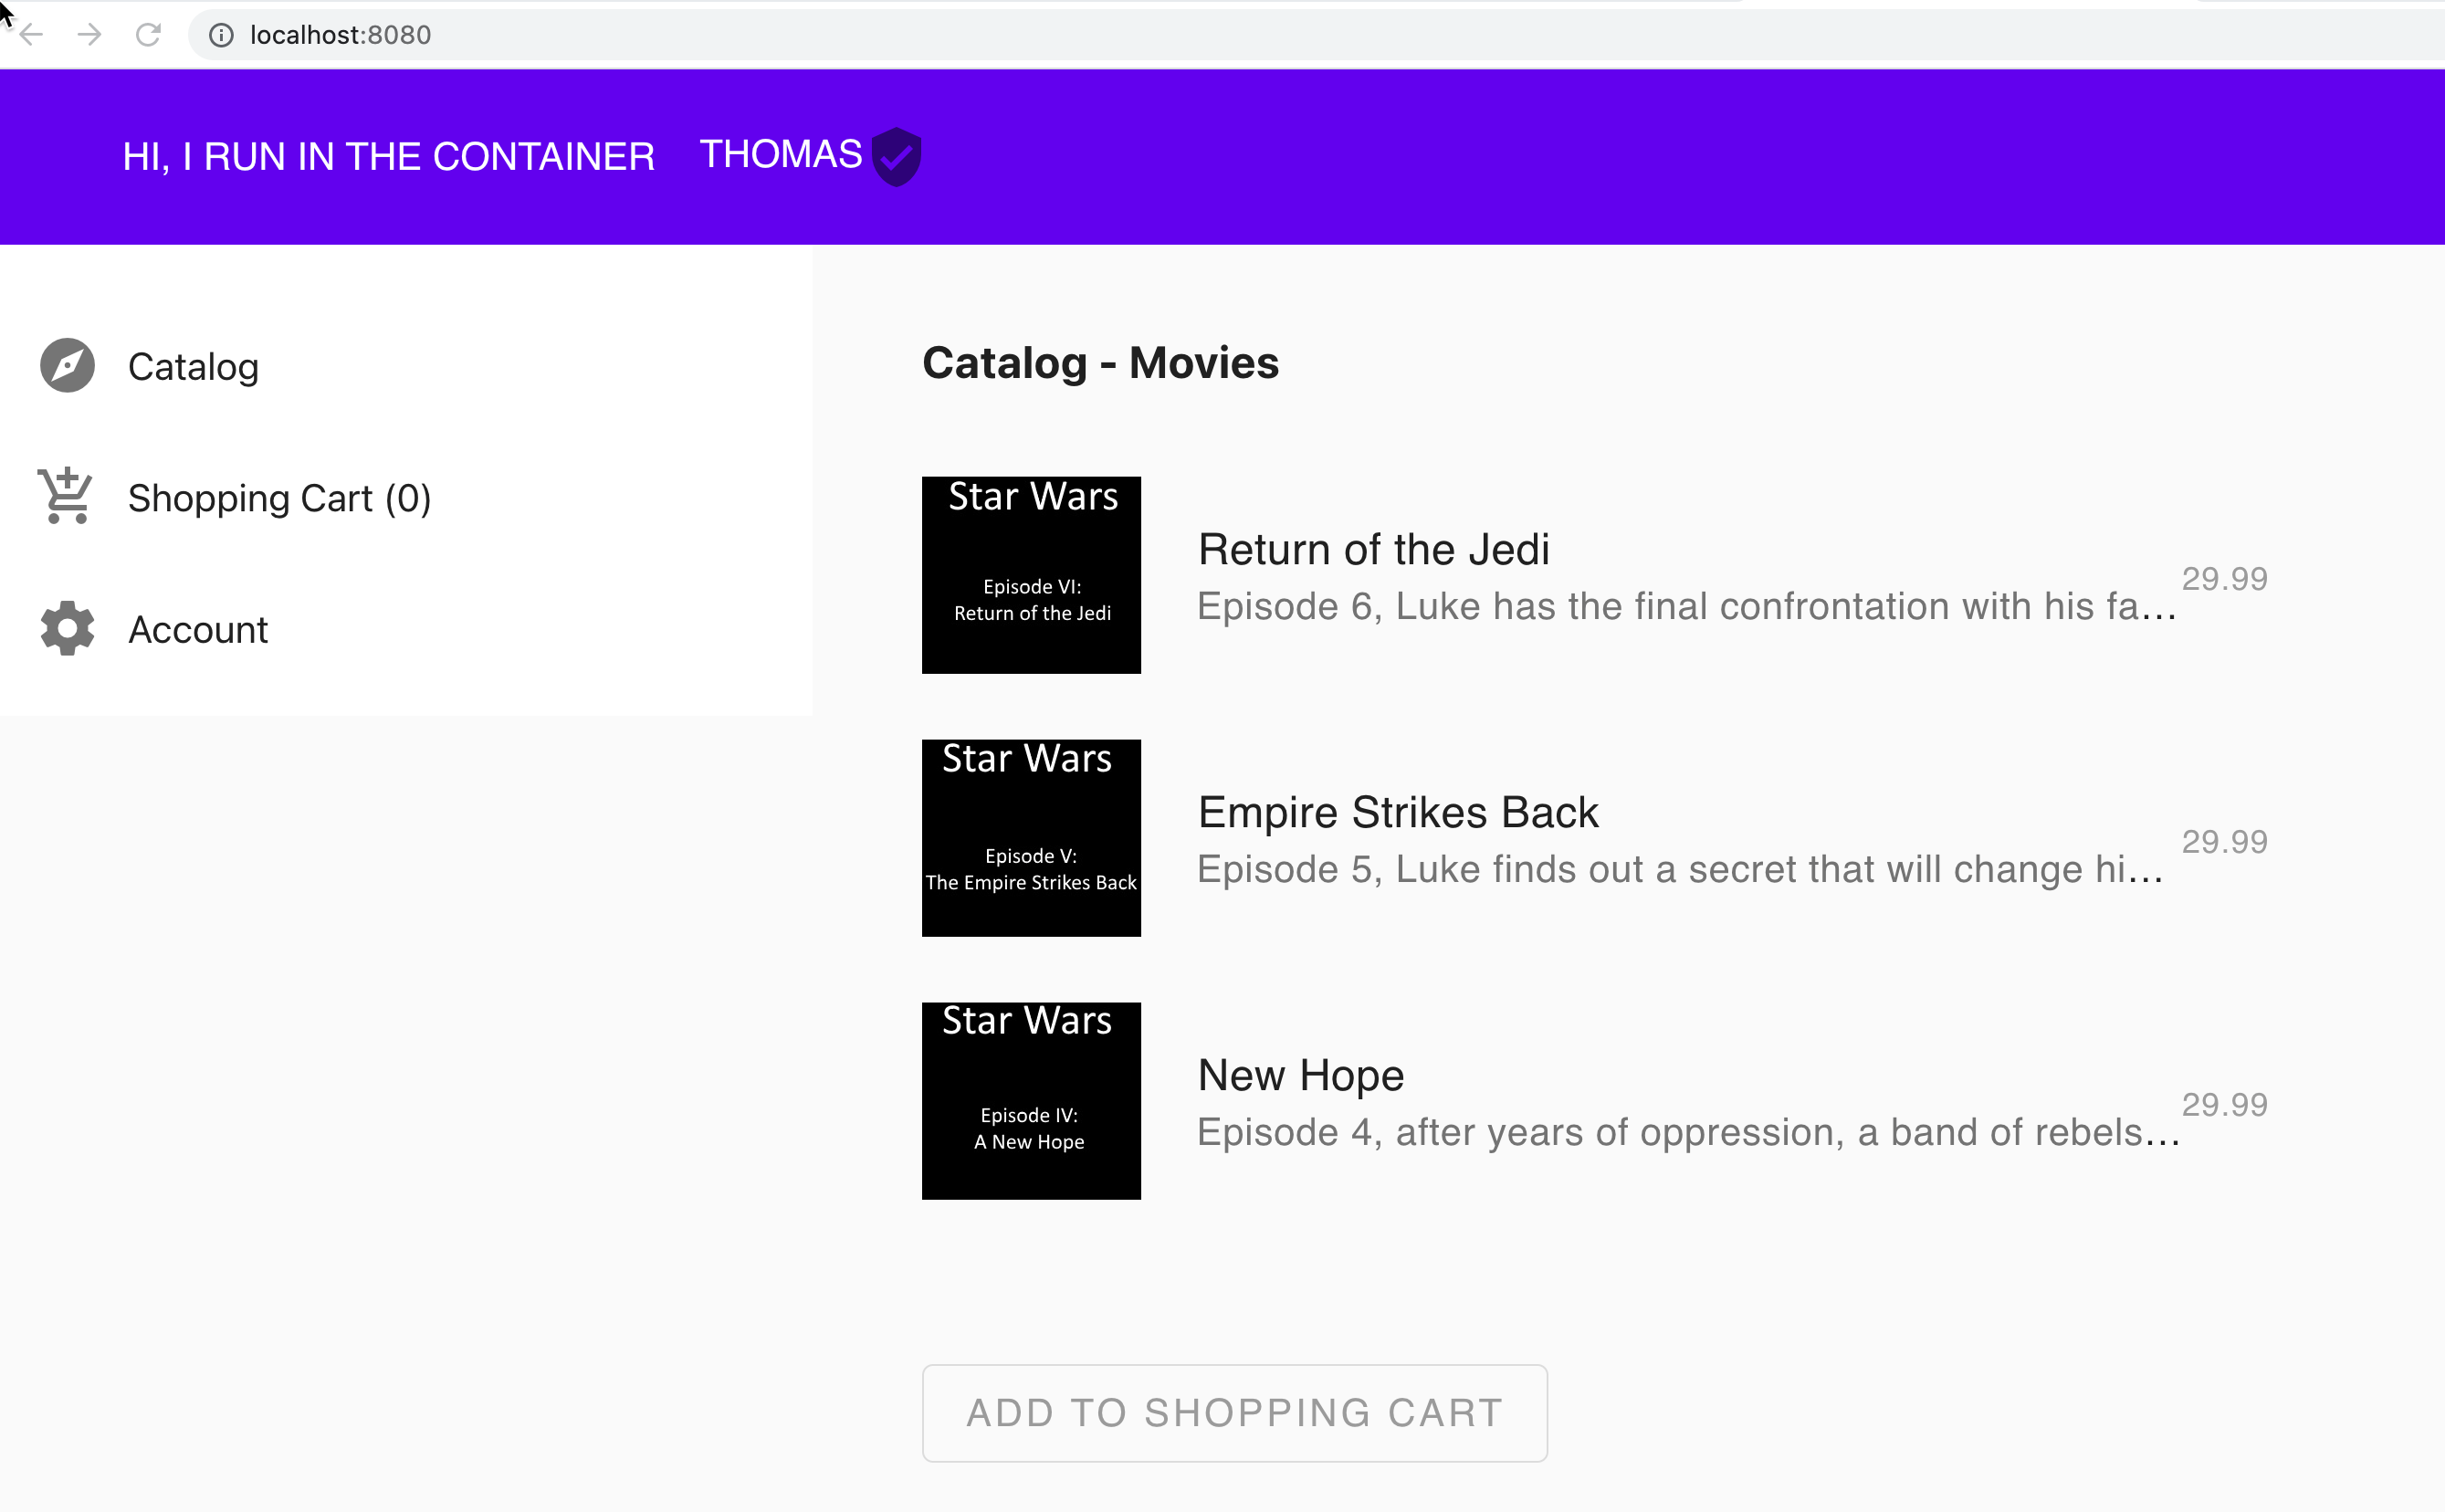 localhost:8080
HI, I RUN IN THE CONTAINER THOMAS
Catalog
Shopping Cart (0)
Account
Catalog - Movies
Star Wars
Episode VI:
Return of the Jedi
Return of the Jedi
Episode 6, Luke has the final confrontation with his fa...
29.99
Star Wars
Episode V:
The Empire Strikes Back
Empire Strikes Back
Episode 5, Luke finds out a secret that will change hi...
29.99
Star Wars
Episode IV:
A New Hope
New Hope
Episode 4, after years of oppression, a band of rebels...
29.99
ADD TO SHOPPING CART